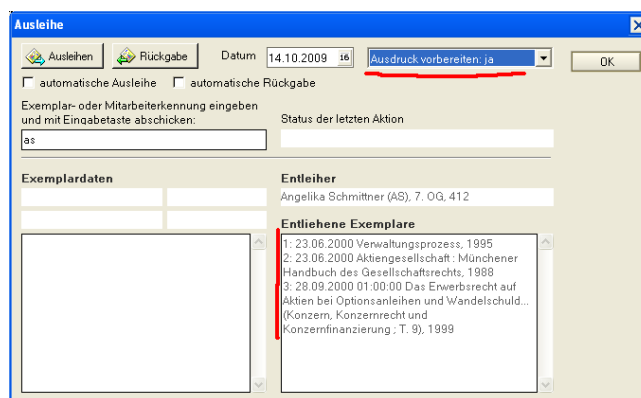 Ausleihe
Ausleihen Rückgabe Datum 14.10.2009 16 Ausdruck vorbereiten: ja OK
automatische Ausleihe automatische Rückgabe
Exemplar- oder Mitarbeiterkennung eingeben
und mit Eingabetaste abschicken:
Status der letzten Aktion
as
Exemplardaten
Entleiher
Angelika Schmittner (AS), 7. OG, 412
Entliehene Exemplare
1: 23.06.2000 Verwaltungsprozess, 1995
2: 23.06.2000 Aktiengesellschaft : Münchener
Handbuch des Gesellschaftsrechts, 1988
3: 28.09.2000 01:00:00 Das Erwerbsrecht auf
Aktien bei Optionsanleihen und Wandelschuld...
(Konzern, Konzernrecht und
Konzernfinanzierung ; T. 9), 1999